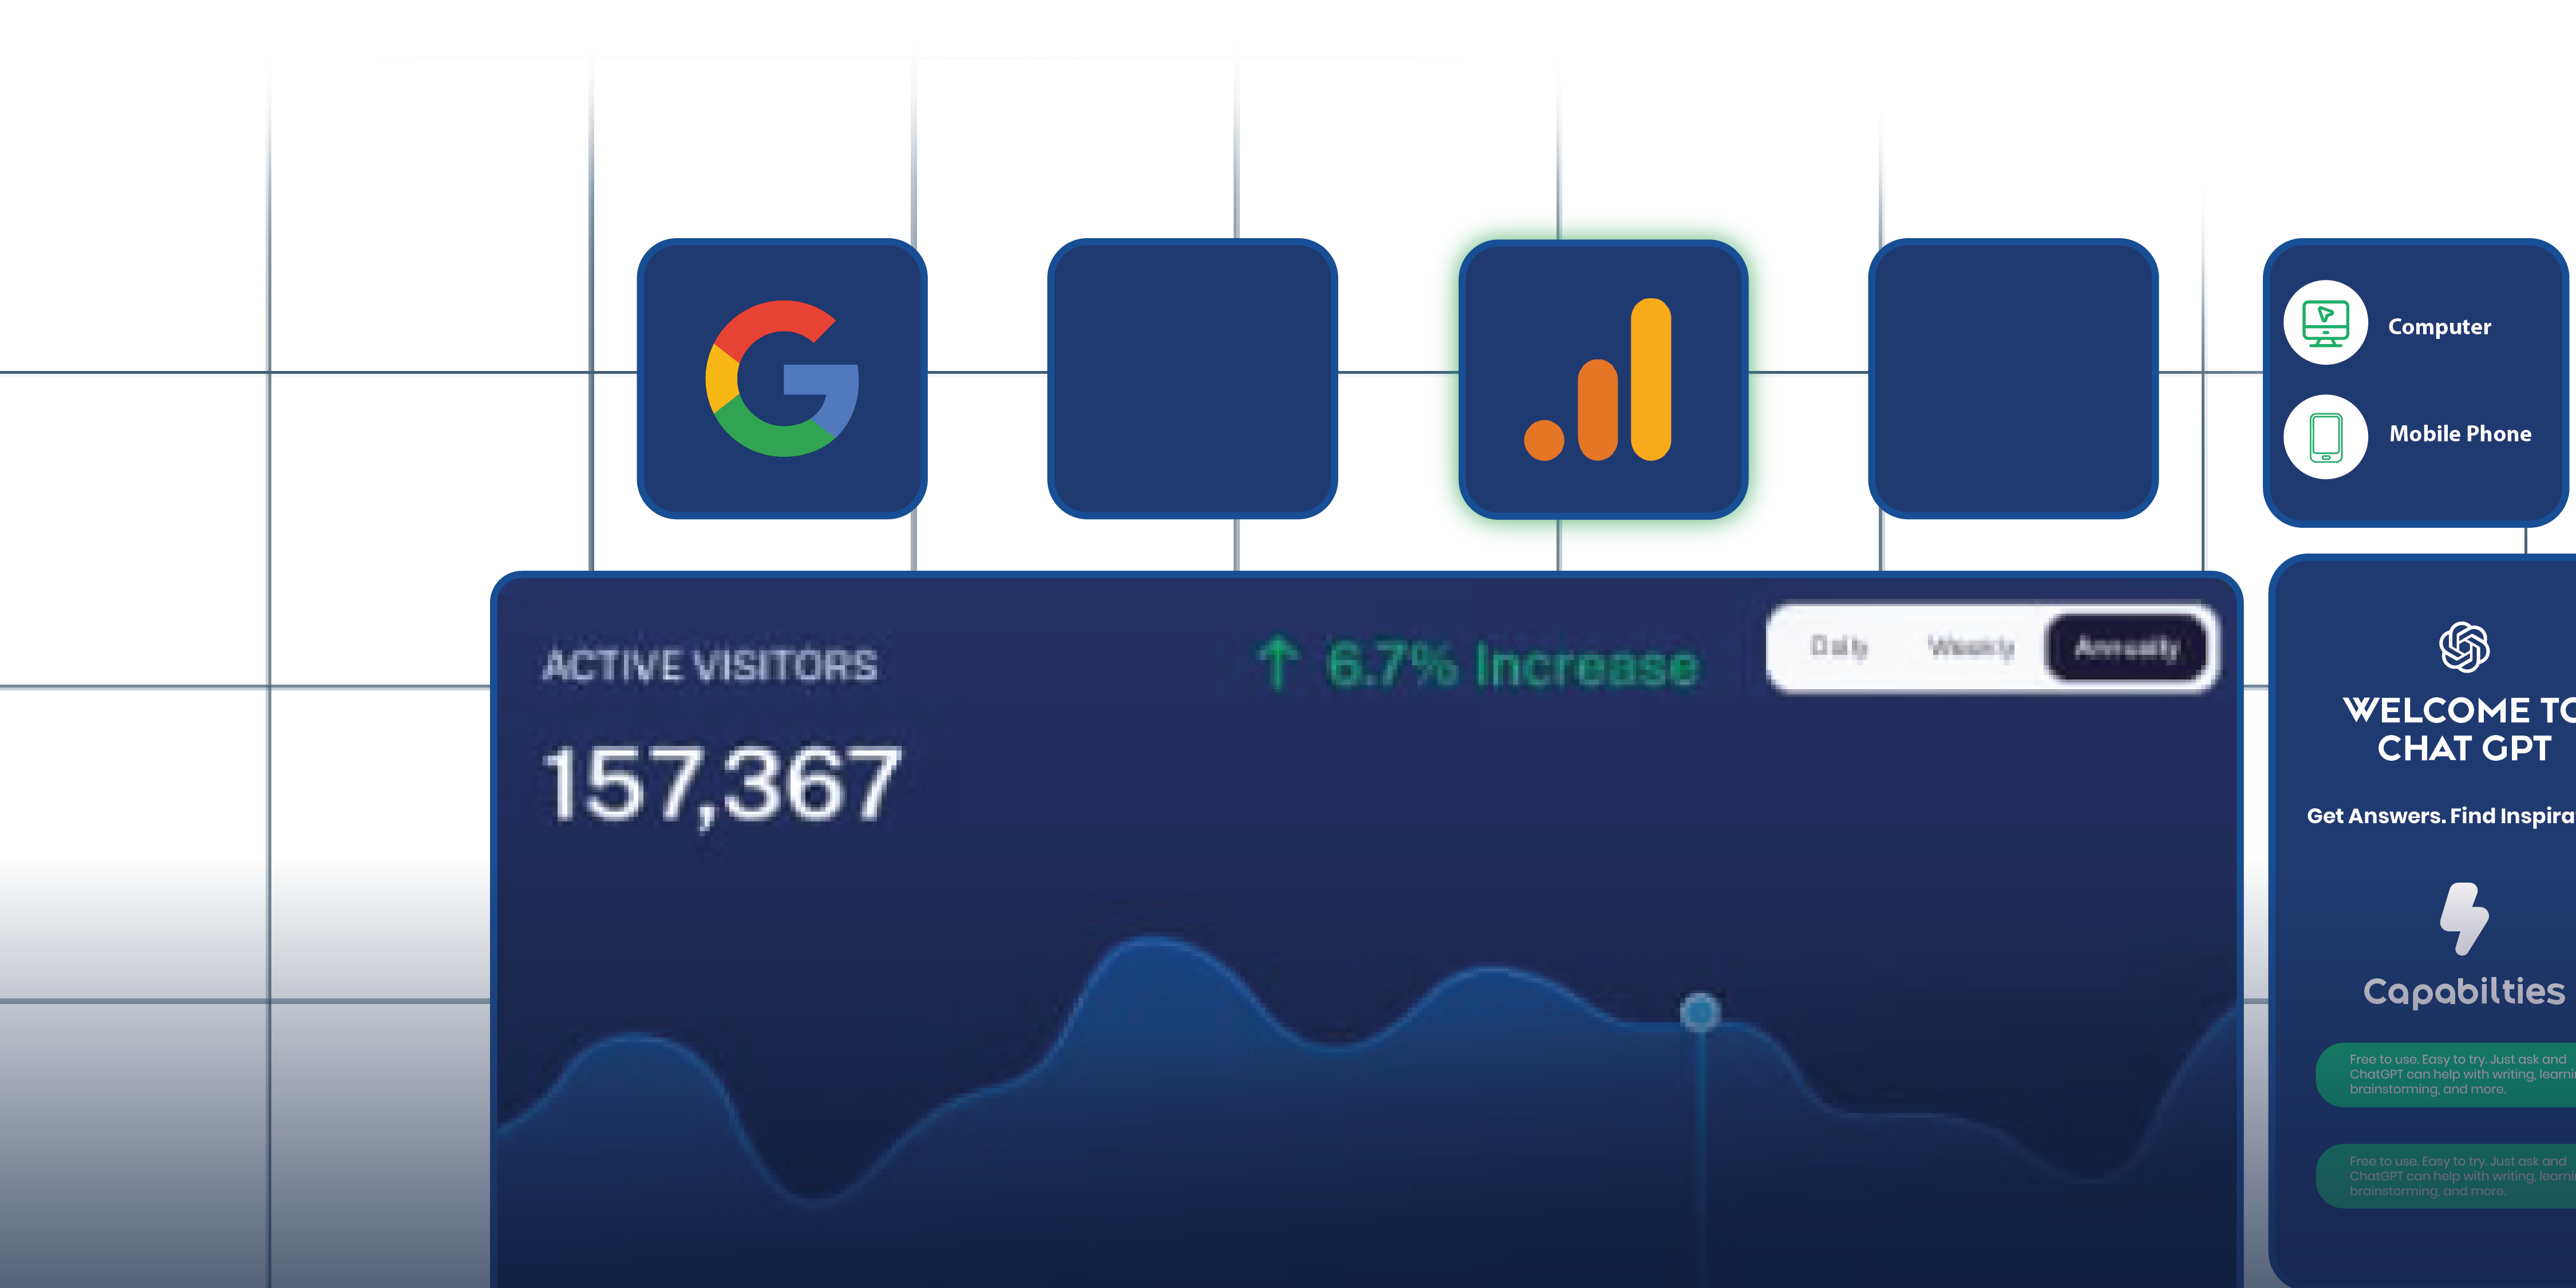 Computer
Mobile Phone
ACTIVE VISITORS
6.7% Increase
Daily Weekly Annually
157,367
WELCOME TO
CHAT GPT
Get Answers. Find Inspira
Capabilties
Free to use. Easy to try. Just ask and
ChatGPT can help with writing, learni
brainstorming, and more.
Free to use. Easy to try. Just ask and
ChatGPT can help with writing, learni
brainstorming, and more.